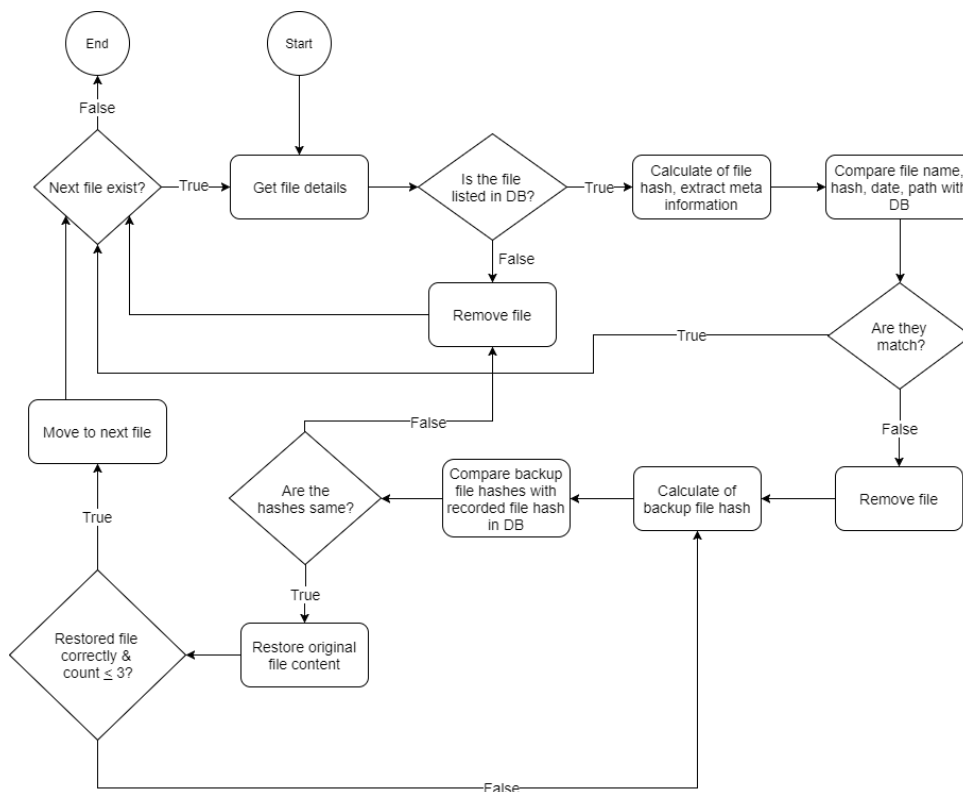 End
Start
False
Next file exist?
True
Get file details
Is the file
listed in DB?
True
Calculate of file
hash, extract meta
information
Compare file name,
hash, date, path with
DB
False
Remove file
True
Are they
match?
Move to next file
False
False
Are the
hashes same?
Compare backup
file hashes with
recorded file hash
in DB
Calculate of
backup file hash
Remove file
True
True
Restored file
correctly &
count ≤ 3?
Restore original
file content
False